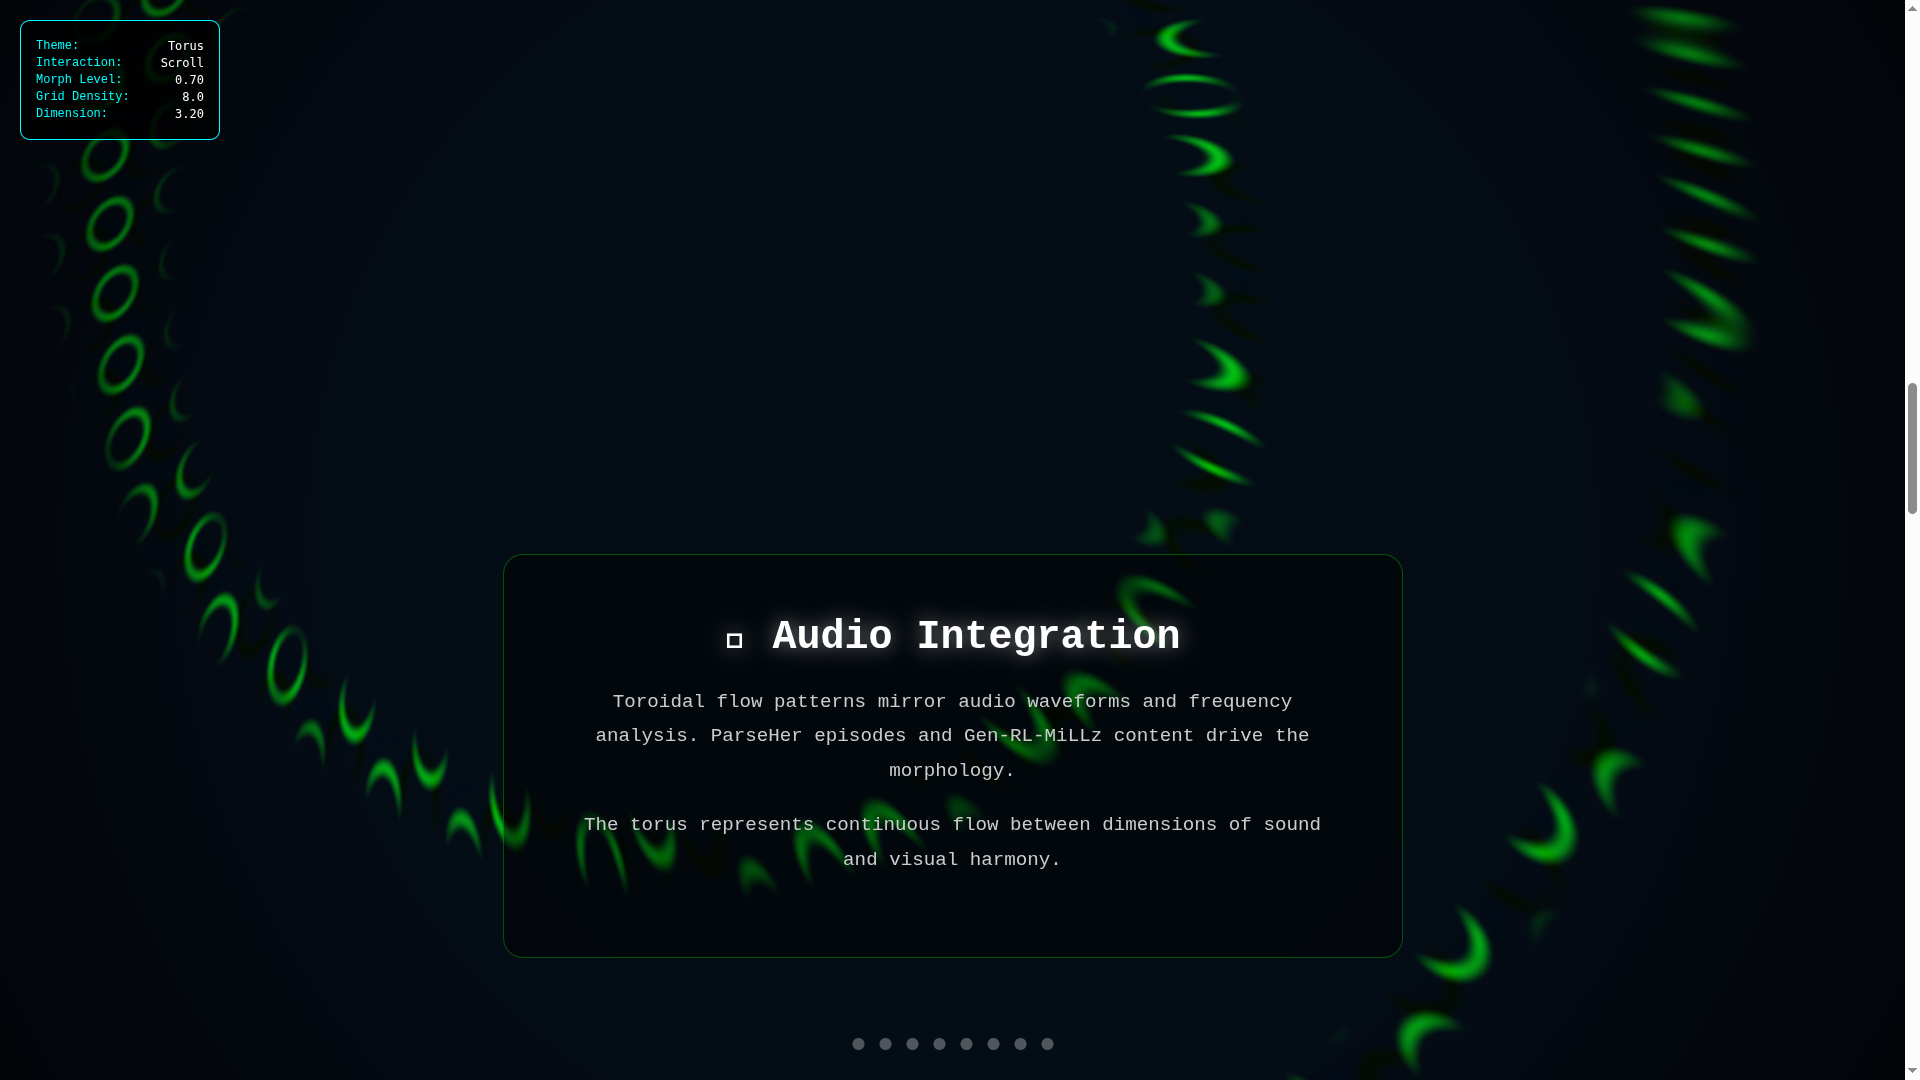 Theme: Torus
Interaction: Scroll
Morph Level: 0.70
Grid Density: 8.0
Dimension: 3.20
Audio Integration
Toroidal flow patterns mirror audio waveforms and frequency
analysis. ParseHer episodes and Gen-RL-MiLLz content drive the
morphology.
The torus represents continuous flow between dimensions of sound
and visual harmony.